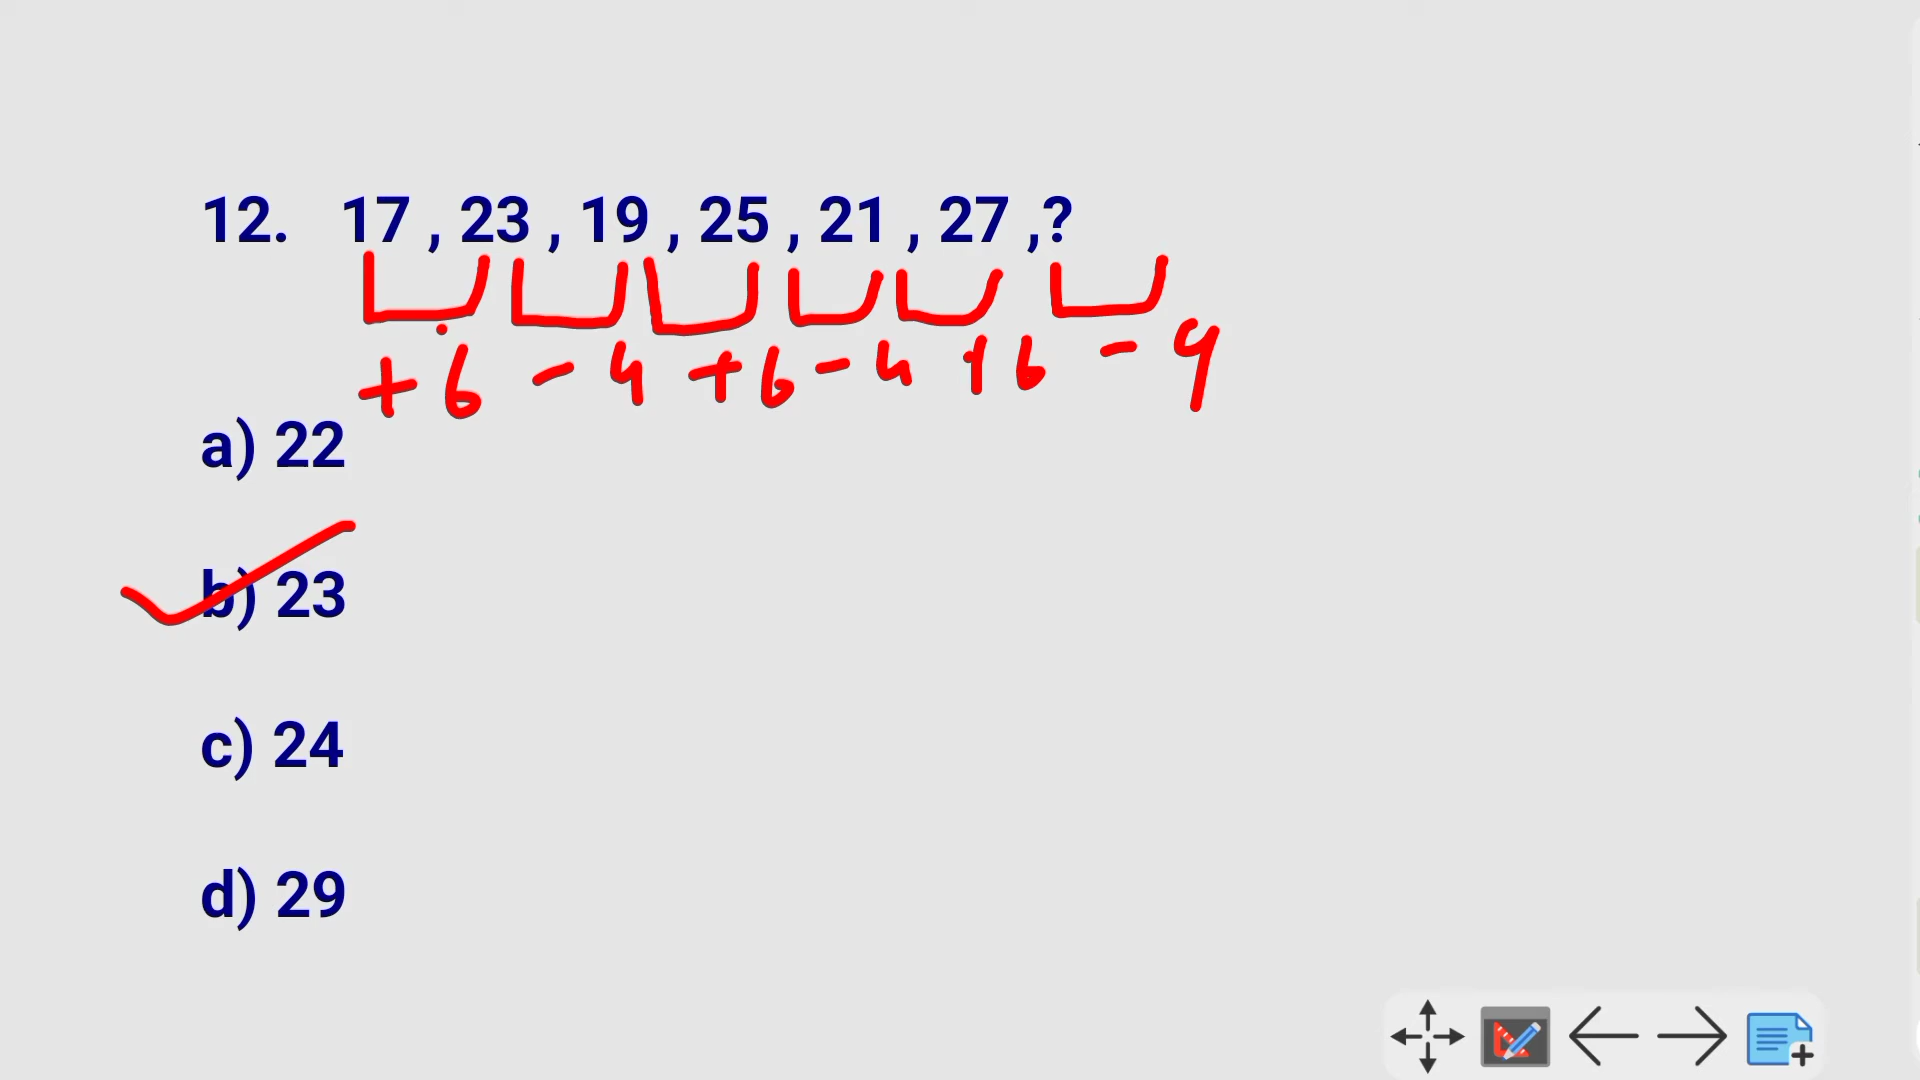 12. 17 , 23 , 19 , 25 , 21 , 27 ,?
+ 6 - 4 + 6 - 4 + 6 - 4
a) 22
b) 23
c) 24
d) 29